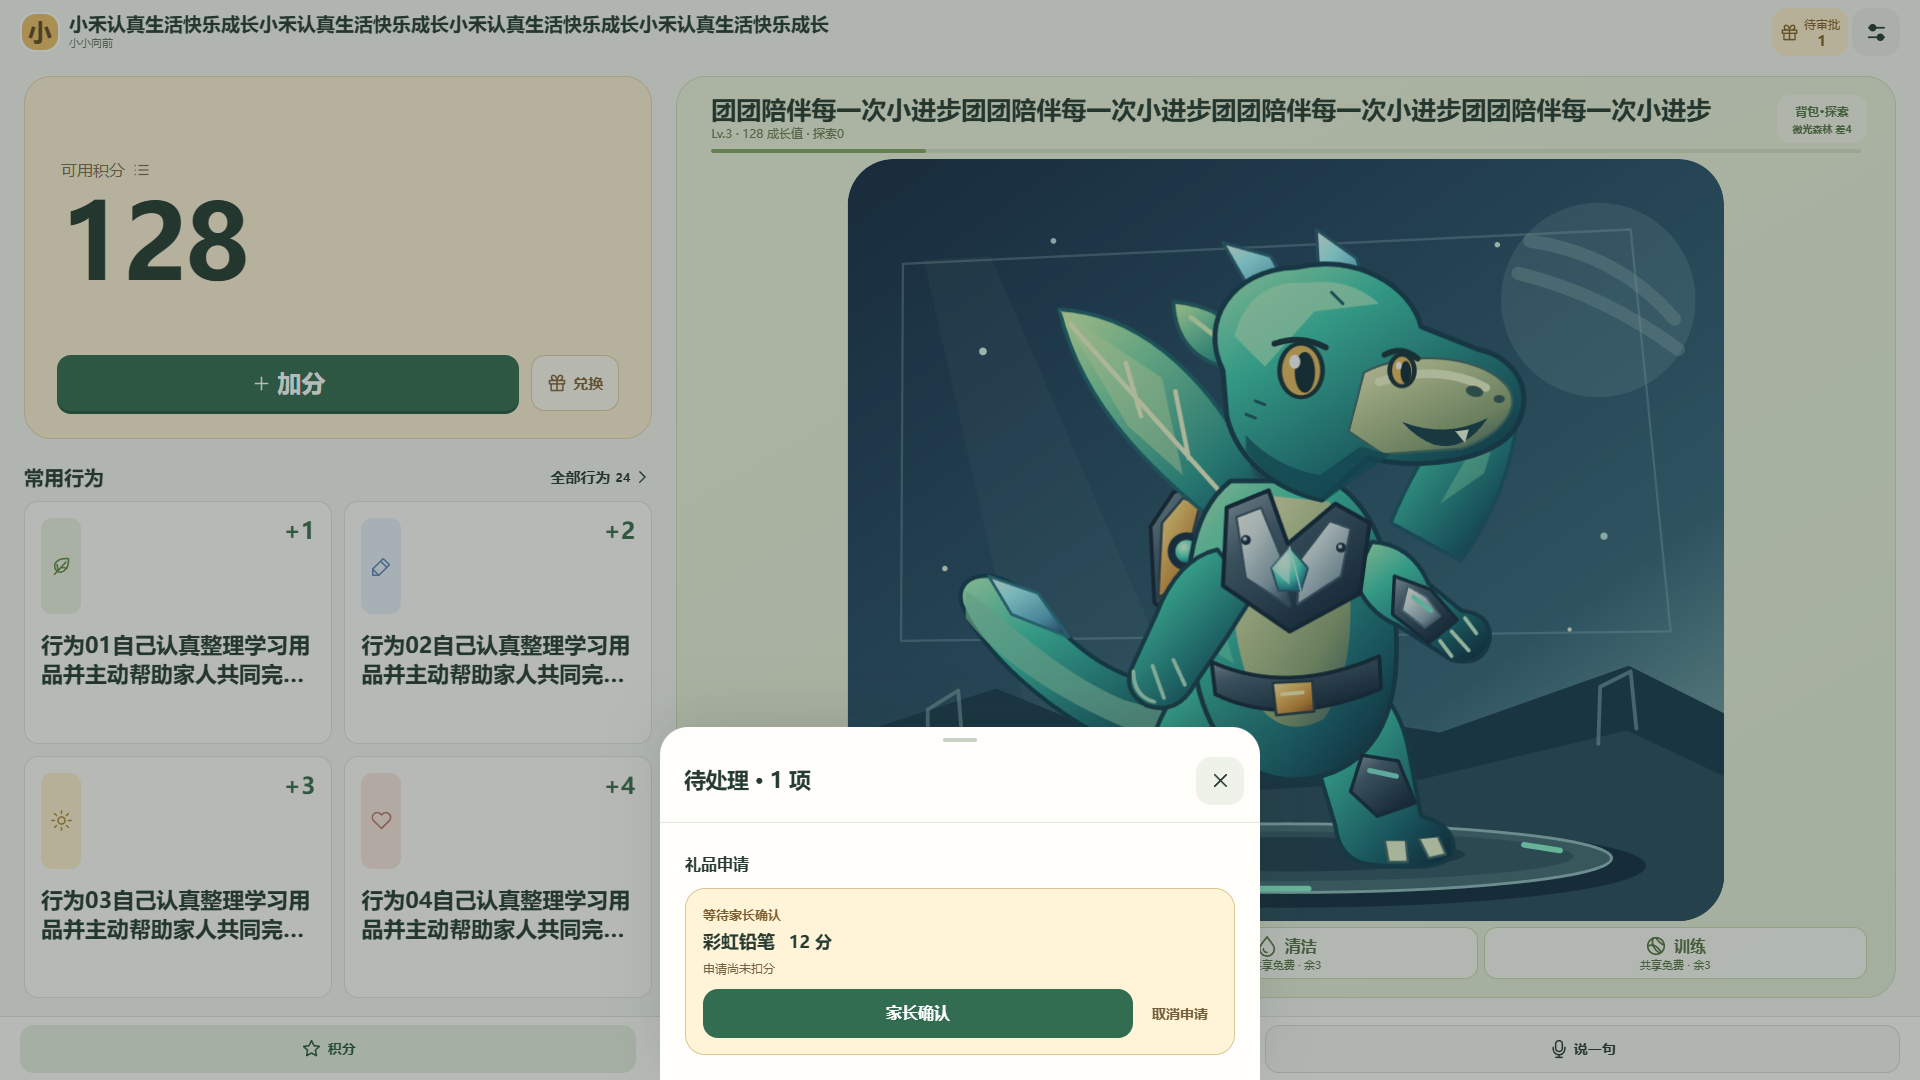 小
小禾认真生活快乐成长小禾认真生活快乐成长小禾认真生活快乐成长小禾认真生活快乐成长
小小向前
待审批
1
可用积分
128
+ 加分
兑换
常用行为
全部行为 24
+1
行为01自己认真整理学习用
品并主动帮助家人共同完...
+2
行为02自己认真整理学习用
品并主动帮助家人共同完...
+3
行为03自己认真整理学习用
品并主动帮助家人共同完...
+4
行为04自己认真整理学习用
品并主动帮助家人共同完...
团团陪伴每一次小进步团团陪伴每一次小进步团团陪伴每一次小进步团团陪伴每一次小进步
Lv.3 · 128 成长值 · 探索0
背包•探索
微光森林 差4
清洁
享免费 · 余3
训练
共享免费 · 余3
待处理 • 1 项
礼品申请
等待家长确认
彩虹铅笔 12 分
申请尚未扣分
家长确认
取消申请
积分
说一句